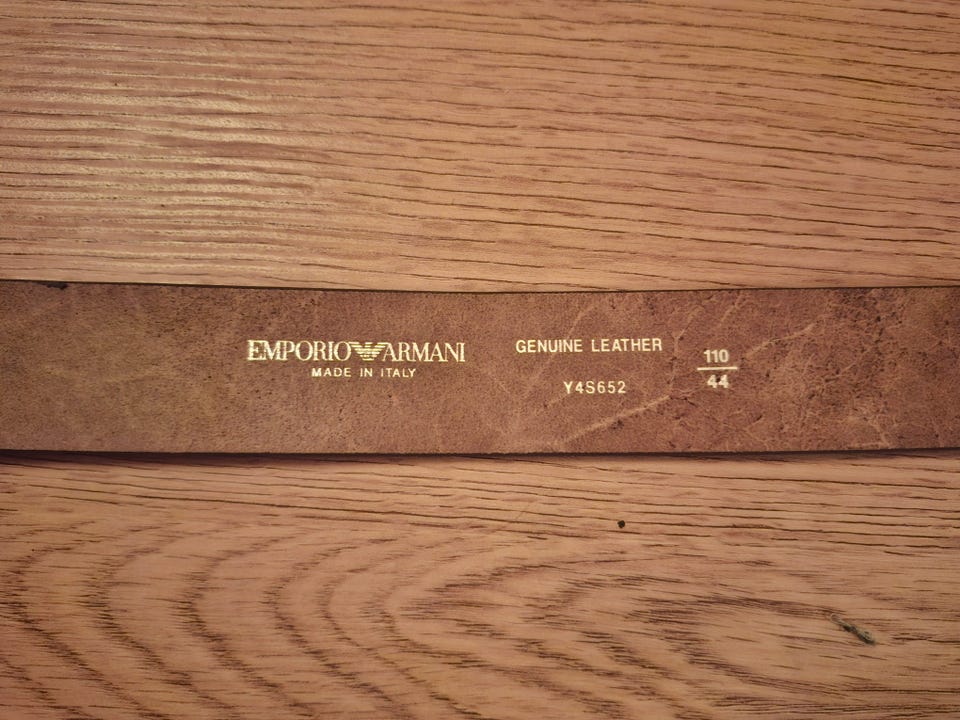 EMPORIO ARMANI
MADE IN ITALY
GENUINE LEATHER
Y4S652
110
44